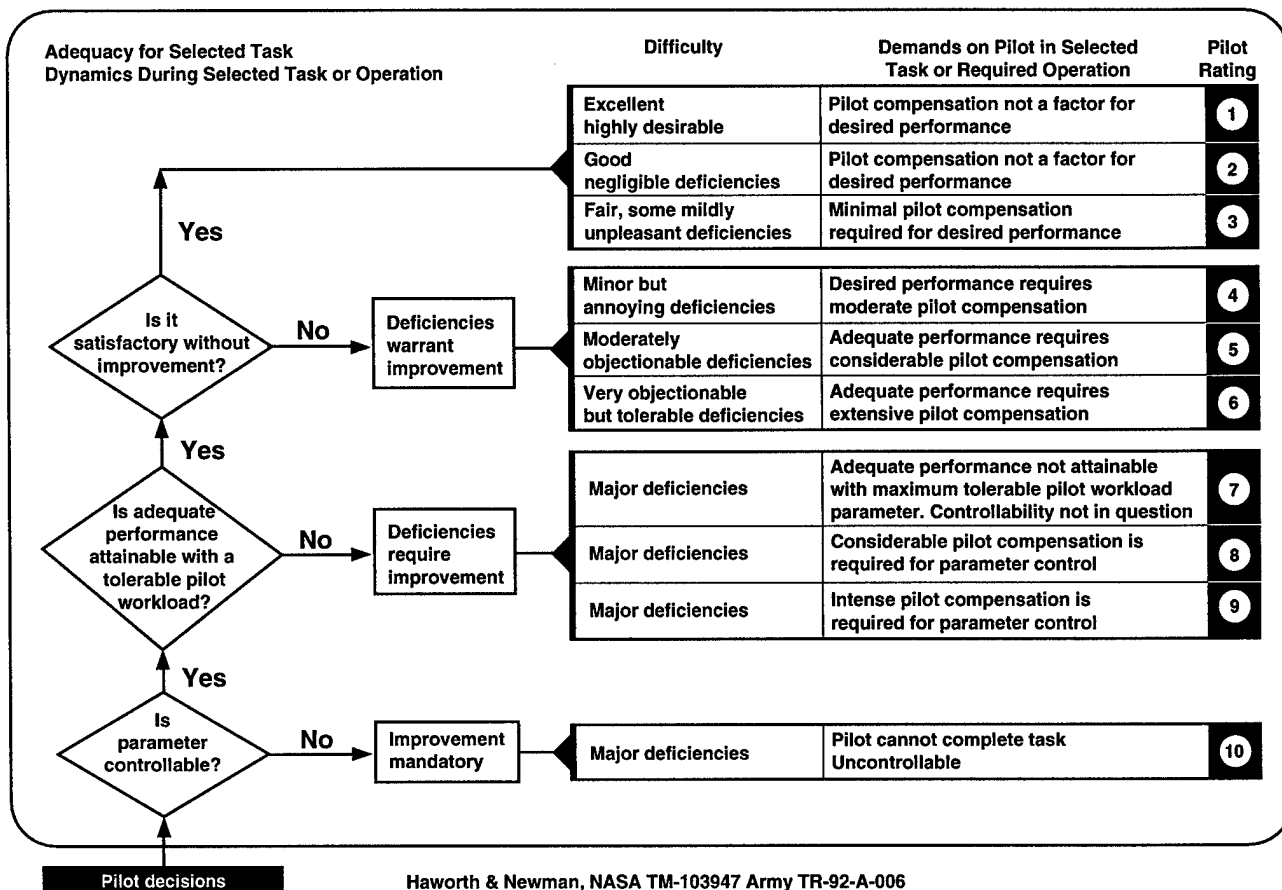 Adequacy for Selected Task
Dynamics During Selected Task or Operation
Difficulty
Demands on Pilot in Selected
Task or Required Operation
Pilot
Rating
Excellent
highly desirable
Pilot compensation not a factor for
desired performance
1
Good
negligible deficiencies
Pilot compensation not a factor for
desired performance
2
Fair, some mildly
unpleasant deficiencies
Minimal pilot compensation
required for desired performance
3
Yes
Is it
satisfactory without
improvement?
No
Deficiencies
warrant
improvement
Minor but
annoying deficiencies
Desired performance requires
moderate pilot compensation
4
Moderately
objectionable deficiencies
Adequate performance requires
considerable pilot compensation
5
Very objectionable
but tolerable deficiencies
Adequate performance requires
extensive pilot compensation
6
Yes
Is adequate
performance
attainable with a
tolerable pilot
workload?
No
Deficiencies
require
improvement
Major deficiencies
Adequate performance not attainable
with maximum tolerable pilot workload
parameter. Controllability not in question
7
Major deficiencies
Considerable pilot compensation is
required for parameter control
8
Major deficiencies
Intense pilot compensation is
required for parameter control
9
Yes
Is
parameter
controllable?
No
Improvement
mandatory
Major deficiencies
Pilot cannot complete task
Uncontrollable
10
Pilot decisions
Haworth & Newman, NASA TM-103947 Army TR-92-A-006